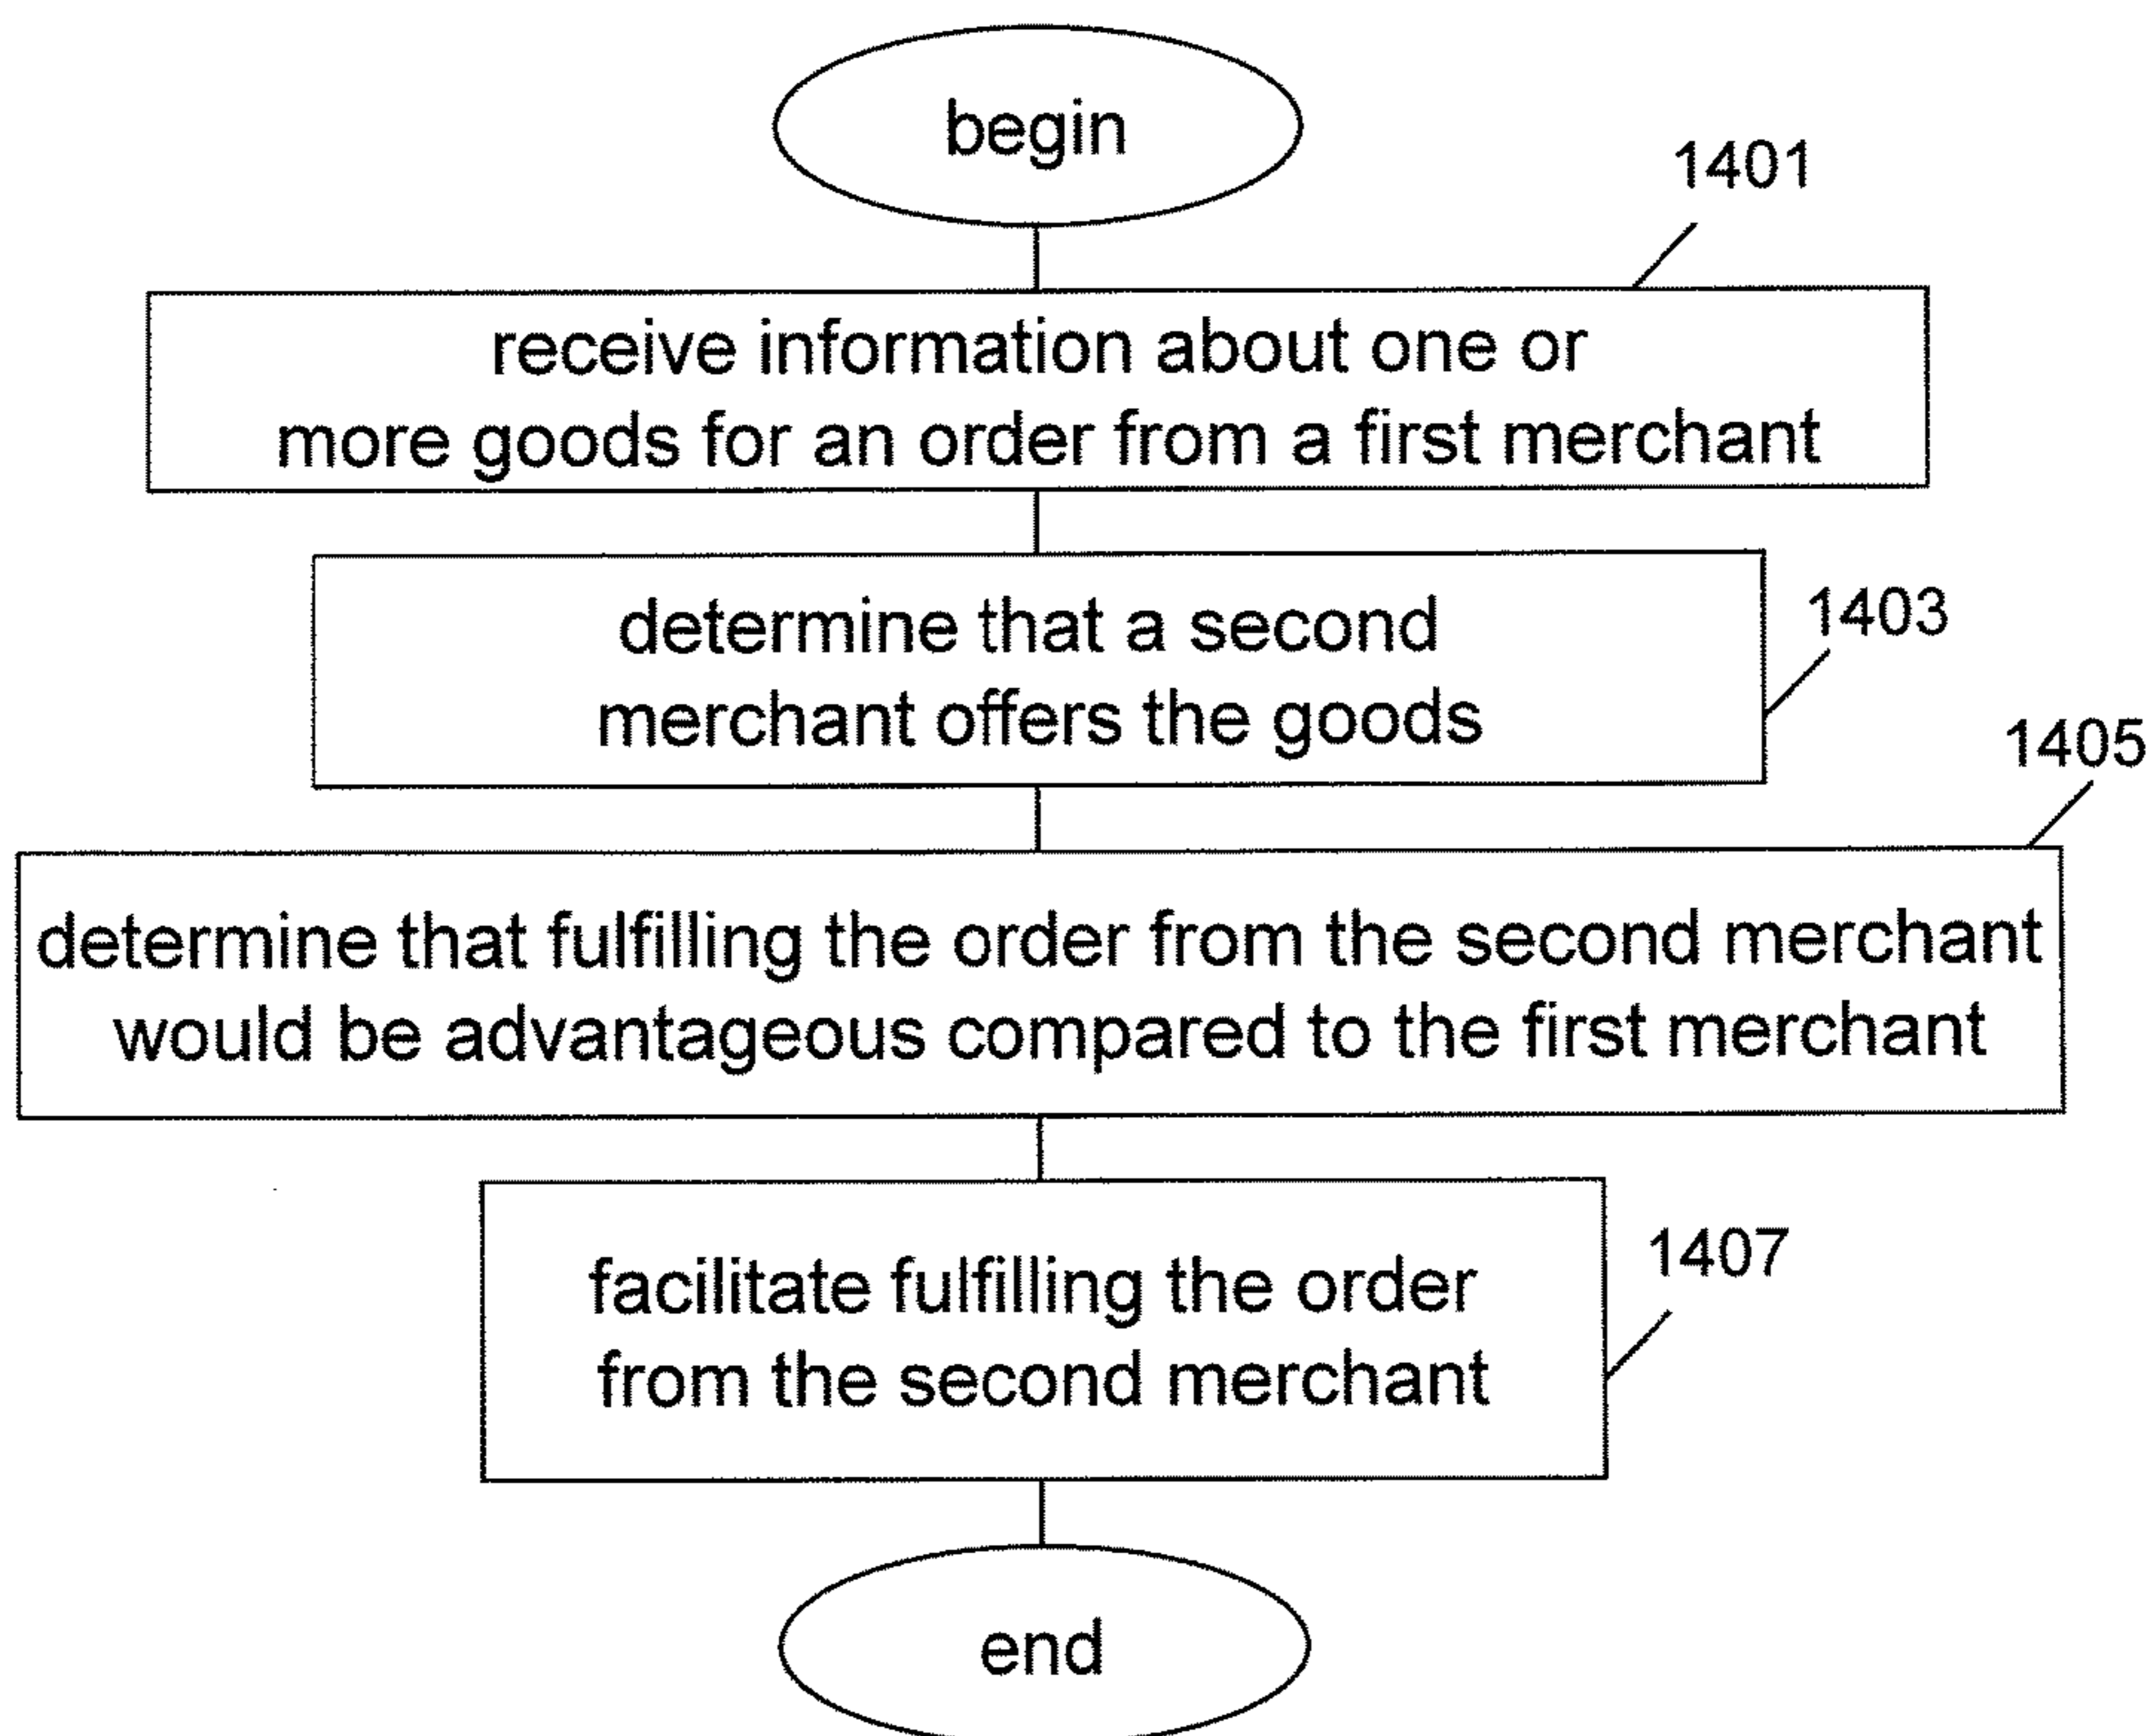 begin
1401
receive information about one or
more goods for an order from a first merchant
determine that a second
merchant offers the goods
1403
1405
determine that fulfilling the order from the second merchant
would be advantageous compared to the first merchant
facilitate fulfilling the order
from the second merchant
1407
end